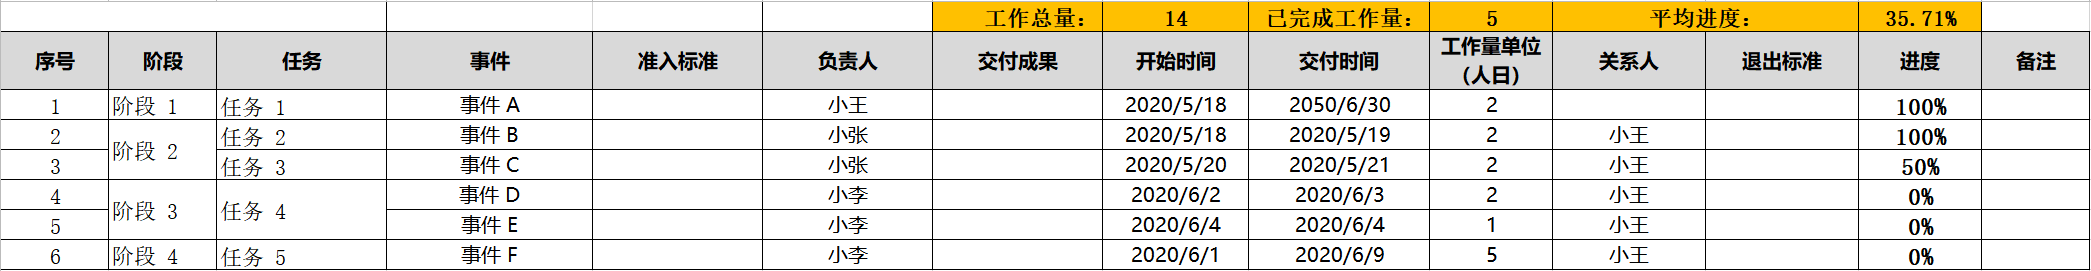 工作总量： 14 已完成工作量： 5 平均进度： 35.71%
序号 阶段 任务 事件 准入标准 负责人 交付成果 开始时间 交付时间 工作量单位（人日） 关系人 退出标准 进度 备注
1 阶段 1 任务 1 事件 A 小王 2020/5/18 2050/6/30 2 100%
2 阶段 2 任务 2 事件 B 小张 2020/5/18 2020/5/19 2 小王 100%
3 任务 3 事件 C 小张 2020/5/20 2020/5/21 2 小王 50%
4 阶段 3 任务 4 事件 D 小李 2020/6/2 2020/6/3 2 小王 0%
5 事件 E 小李 2020/6/4 2020/6/4 1 小王 0%
6 阶段 4 任务 5 事件 F 小李 2020/6/1 2020/6/9 5 小王 0%